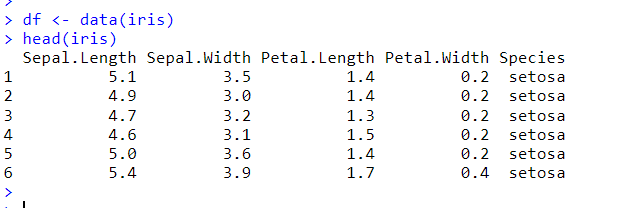 >
> df <- data(iris)
> head(iris)
  Sepal.Length Sepal.Width Petal.Length Petal.Width Species
1          5.1         3.5          1.4         0.2  setosa
2          4.9         3.0          1.4         0.2  setosa
3          4.7         3.2          1.3         0.2  setosa
4          4.6         3.1          1.5         0.2  setosa
5          5.0         3.6          1.4         0.2  setosa
6          5.4         3.9          1.7         0.4  setosa
>
>